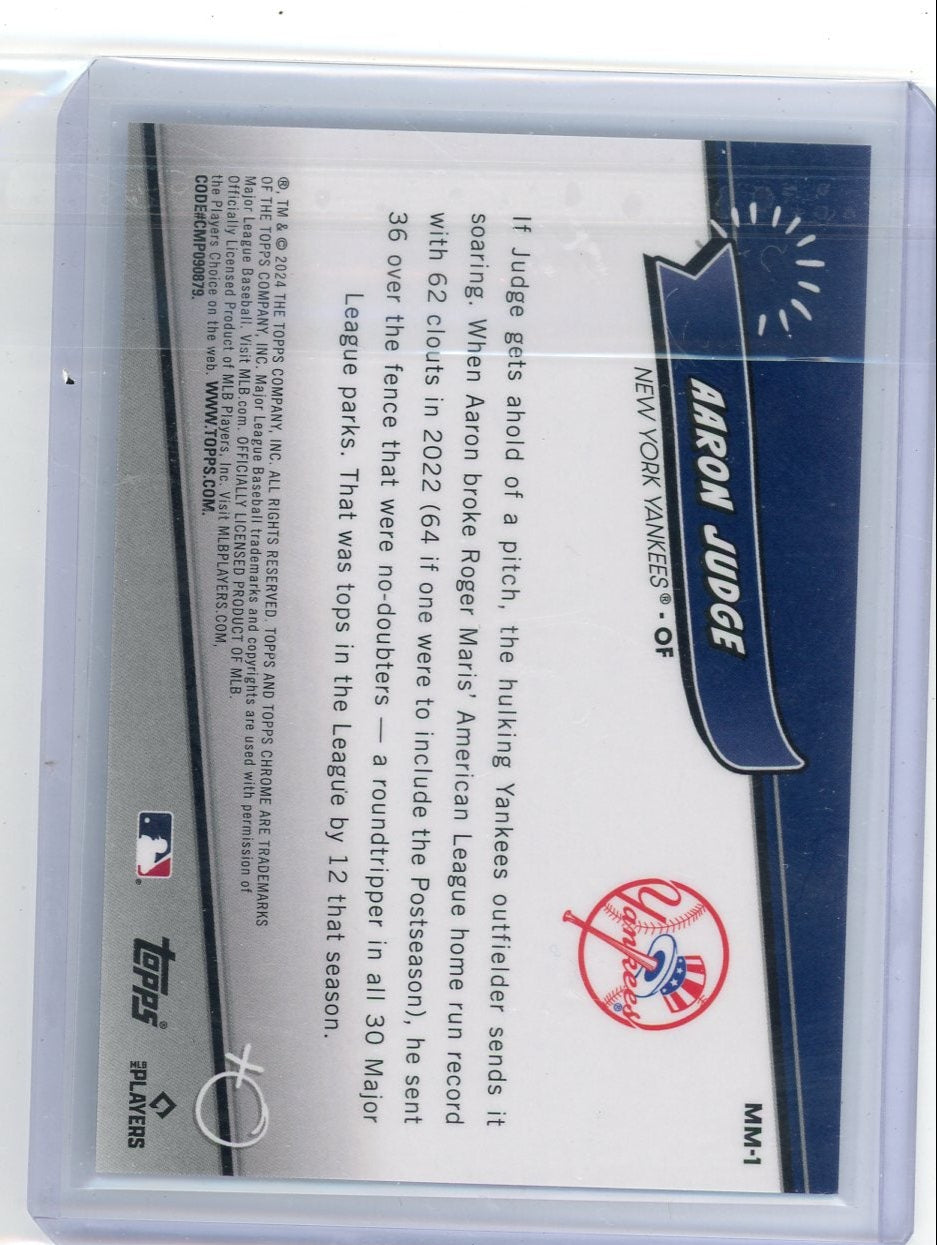 MM-1
AARON JUDGE
NEW YORK YANKEES® • OF
Yankees®
If Judge gets ahold of a pitch, the hulking Yankees outfielder sends it
soaring. When Aaron broke Roger Maris' American League home run record
with 62 clouts in 2022 (64 if one were to include the Postseason), he sent
36 over the fence that were no-doubters — a roundtripper in all 30 Major
League parks. That was tops in the League by 12 that season.
®, TM & © 2024 THE TOPPS COMPANY, INC. ALL RIGHTS RESERVED. TOPPS AND TOPPS CHROME ARE TRADEMARKS
OF THE TOPPS COMPANY, INC. Major League Baseball trademarks and copyrights are used with permission of
Major League Baseball. Visit MLB.com. OFFICIALLY LICENSED PRODUCT OF MLB.
Officially Licensed Product of MLB Players, Inc. Visit MLBPLAYERS.COM,
the Players Choice on the web. WWW.TOPPS.COM.
CODE#CMP090879.
topps®
MLB PLAYERS